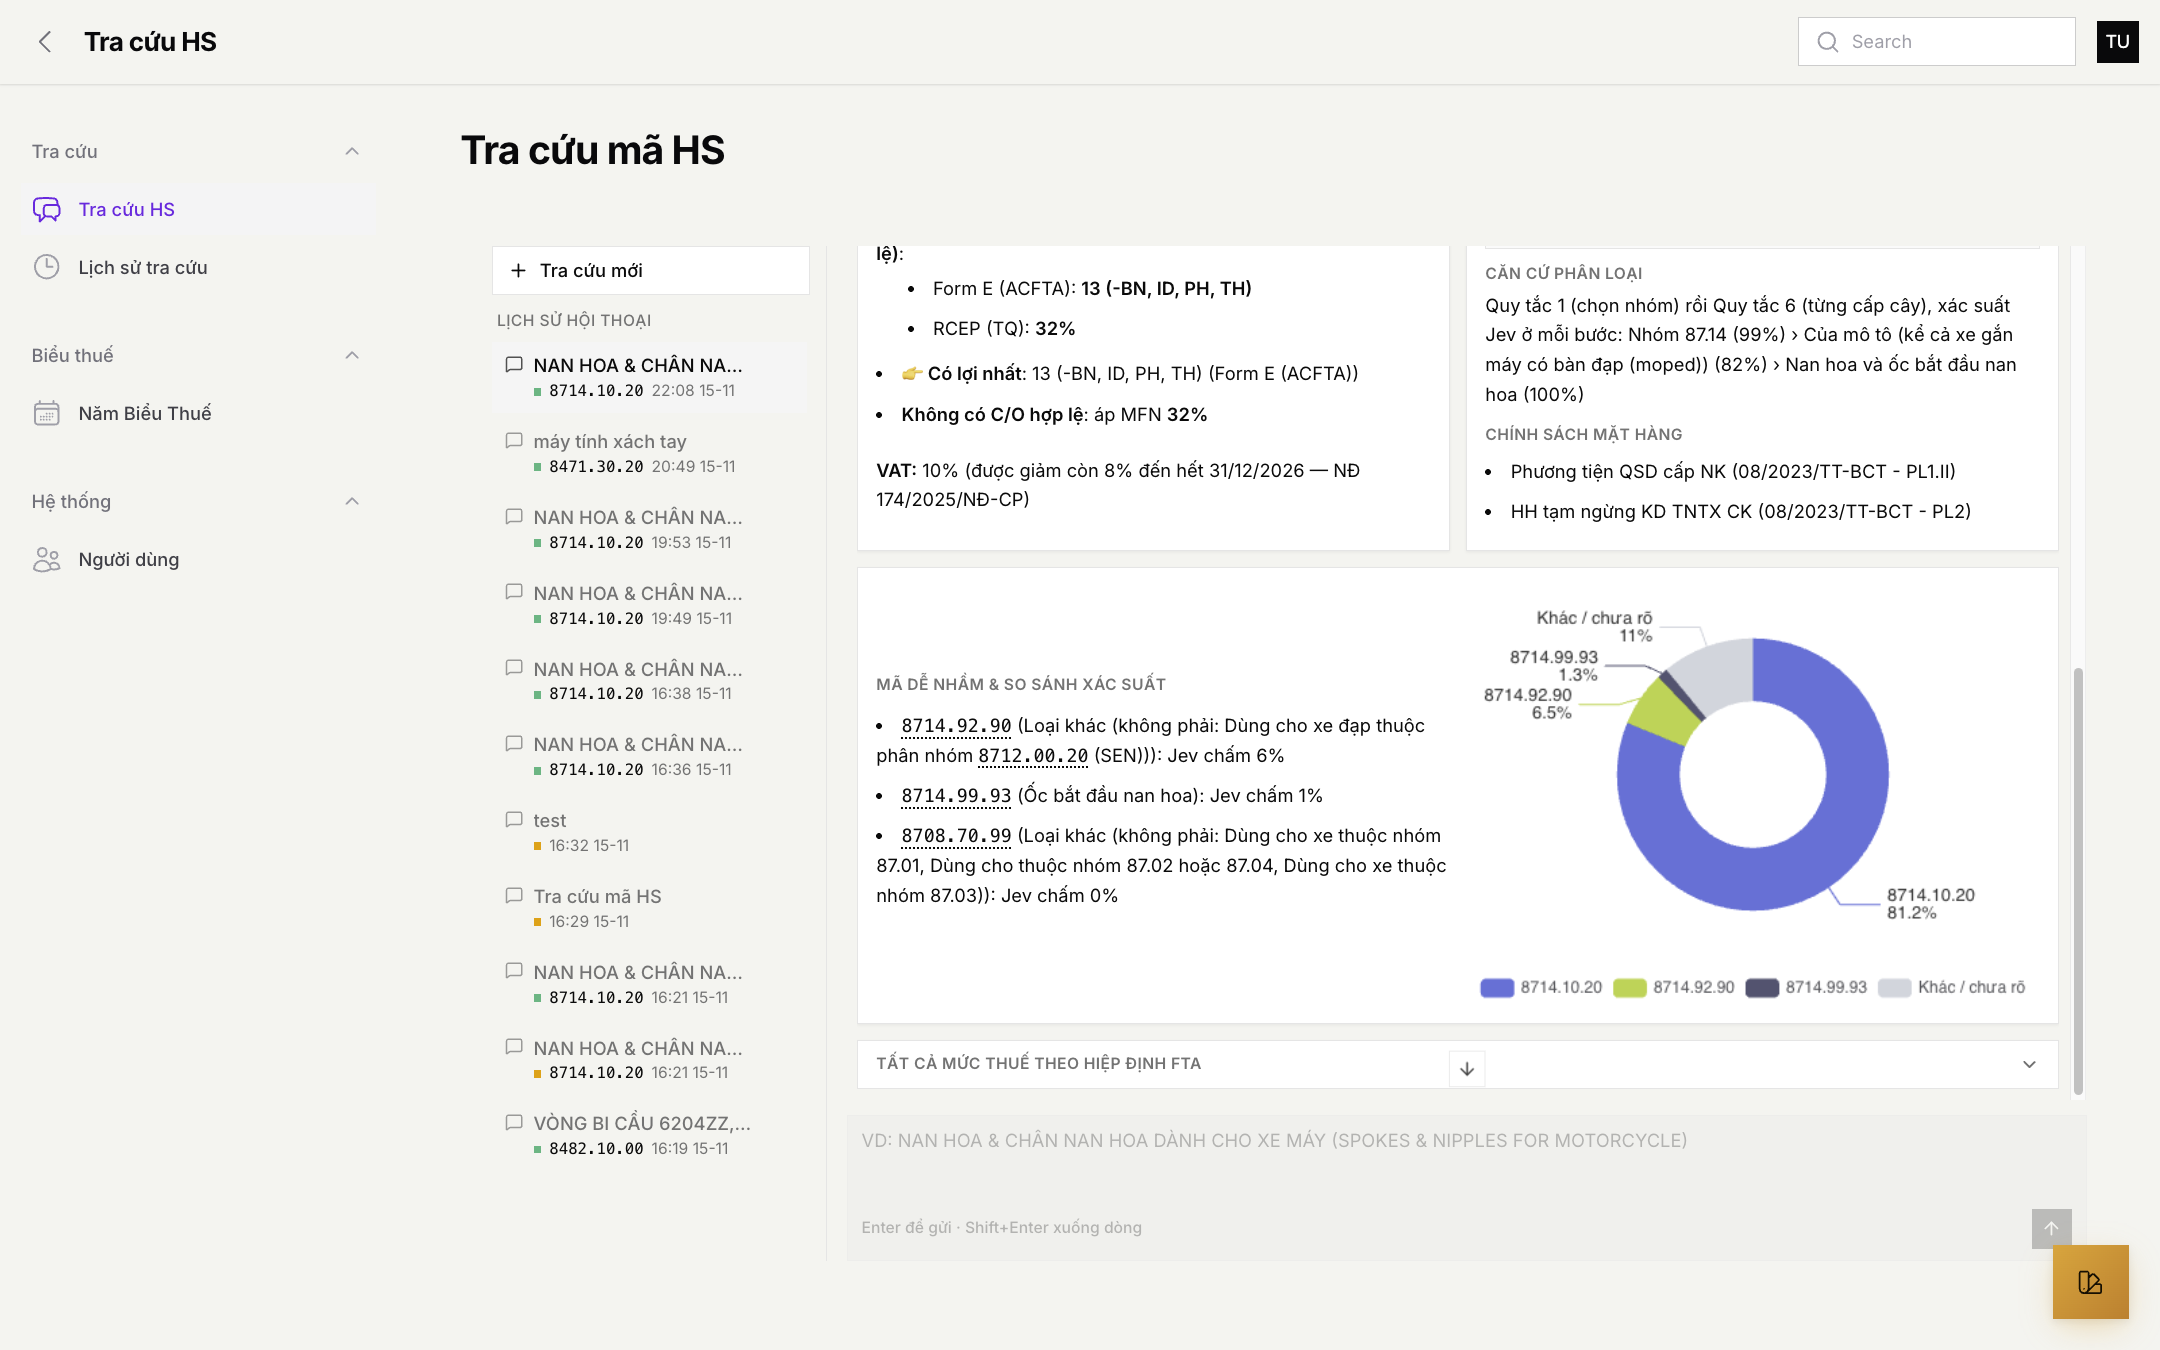 Tra cứu HS
Search
TU
Tra cứu
Tra cứu HS
Lịch sử tra cứu
Biểu thuế
Năm Biểu Thuế
Hệ thống
Người dùng
Tra cứu mã HS
Tra cứu mới
LỊCH SỬ HỘI THOẠI
NAN HOA & CHÂN NA...
8714.10.20 22:08 15-11
máy tính xách tay
8471.30.20 20:49 15-11
NAN HOA & CHÂN NA...
8714.10.20 19:53 15-11
NAN HOA & CHÂN NA...
8714.10.20 19:49 15-11
NAN HOA & CHÂN NA...
8714.10.20 16:38 15-11
NAN HOA & CHÂN NA...
8714.10.20 16:36 15-11
test
16:32 15-11
Tra cứu mã HS
16:29 15-11
NAN HOA & CHÂN NA...
8714.10.20 16:21 15-11
NAN HOA & CHÂN NA...
8714.10.20 16:21 15-11
VÒNG BI CẦU 6204ZZ,...
8482.10.00 16:19 15-11
lệ):
• Form E (ACFTA): 13 (-BN, ID, PH, TH)
• RCEP (TQ): 32%
• 👉 Có lợi nhất: 13 (-BN, ID, PH, TH) (Form E (ACFTA))
• Không có C/O hợp lệ: áp MFN 32%
VAT: 10% (được giảm còn 8% đến hết 31/12/2026 — NĐ
174/2025/NĐ-CP)
CĂN CỨ PHÂN LOẠI
Quy tắc 1 (chọn nhóm) rồi Quy tắc 6 (từng cấp cây), xác suất
Jev ở mỗi bước: Nhóm 87.14 (99%) › Của mô tô (kể cả xe gắn
máy có bàn đạp (moped)) (82%) › Nan hoa và ốc bắt đầu nan
hoa (100%)
CHÍNH SÁCH MẶT HÀNG
• Phương tiện QSD cấp NK (08/2023/TT-BCT - PL1.II)
• HH tạm ngừng KD TNTX CK (08/2023/TT-BCT - PL2)
MÃ DỄ NHẦM & SO SÁNH XÁC SUẤT
• 8714.92.90 (Loại khác (không phải: Dùng cho xe đạp thuộc
phân nhóm 8712.00.20 (SEN))): Jev chấm 6%
• 8714.99.93 (Ốc bắt đầu nan hoa): Jev chấm 1%
• 8708.70.99 (Loại khác (không phải: Dùng cho xe thuộc nhóm
87.01, Dùng cho thuộc nhóm 87.02 hoặc 87.04, Dùng cho xe thuộc
nhóm 87.03)): Jev chấm 0%
Khác / chưa rõ
11%
8714.99.93
1.3%
8714.92.90
6.5%
8714.10.20
81.2%
8714.10.20 8714.92.90 8714.99.93 Khác / chưa rõ
TẤT CẢ MỨC THUẾ THEO HIỆP ĐỊNH FTA
VD: NAN HOA & CHÂN NAN HOA DÀNH CHO XE MÁY (SPOKES & NIPPLES FOR MOTORCYCLE)
Enter để gửi · Shift+Enter xuống dòng